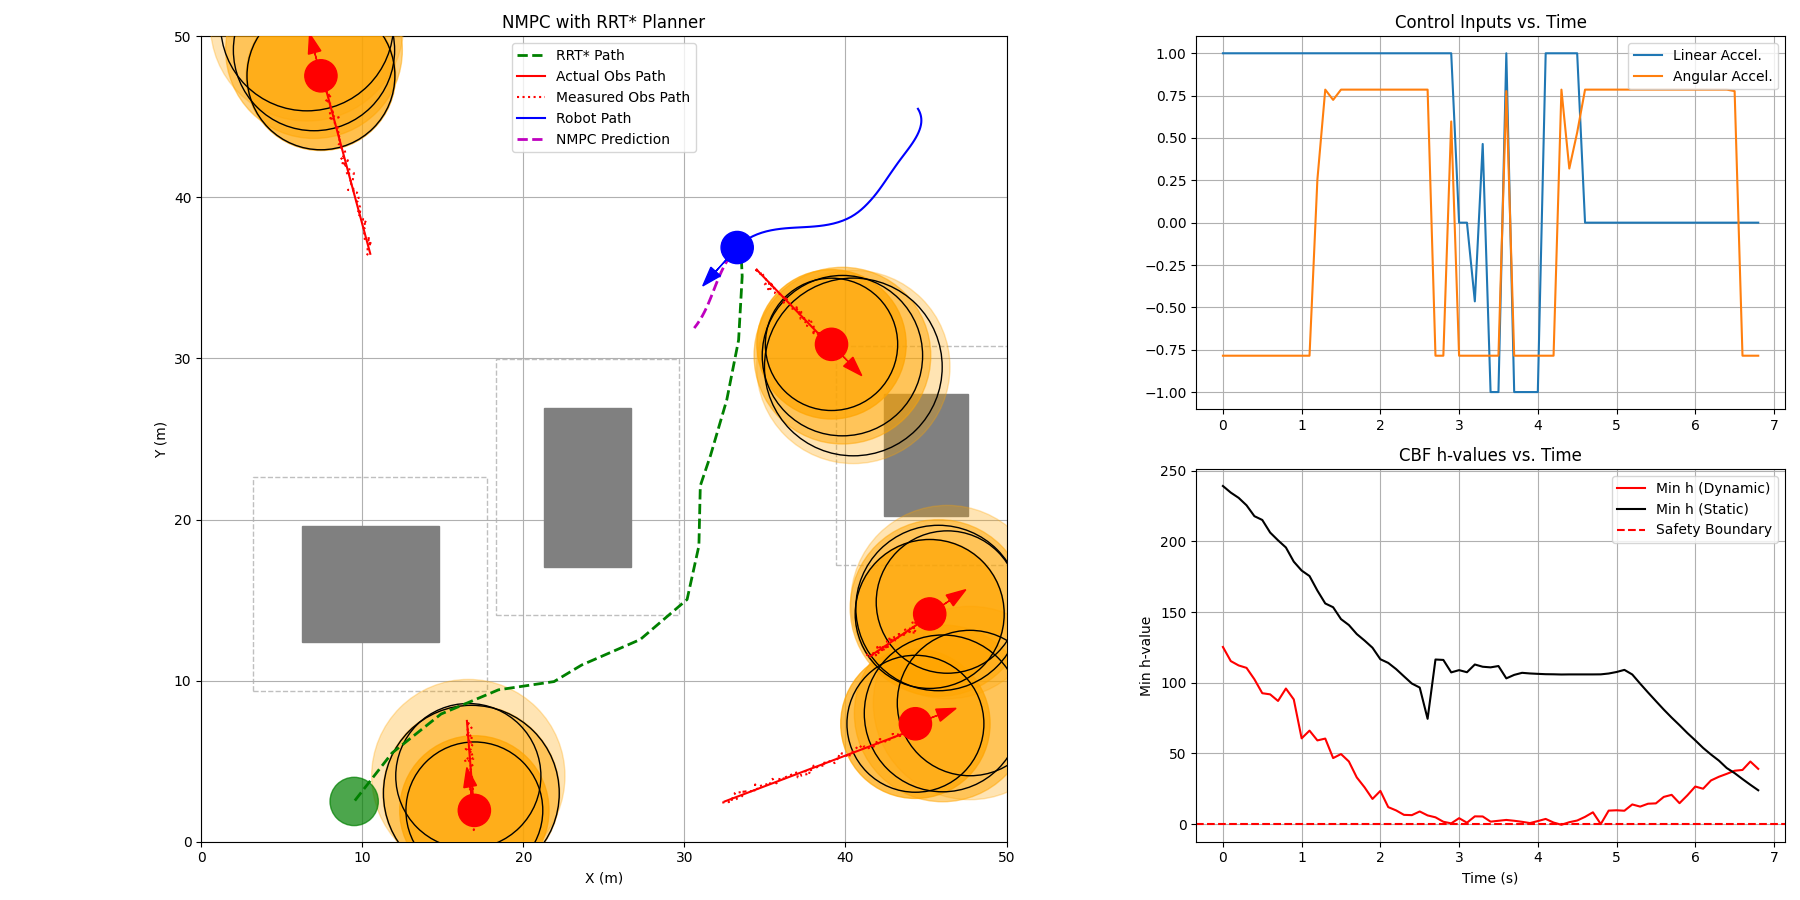 NMPC with RRT* Planner
RRT* Path
Actual Obs Path
Measured Obs Path
Robot Path
NMPC Prediction
50
40
30
20
10
0
Y (m)
0 10 20 30 40 50
X (m)
Control Inputs vs. Time
Linear Accel.
Angular Accel.
1.00
0.75
0.50
0.25
0.00
−0.25
−0.50
−0.75
−1.00
0 1 2 3 4 5 6 7
CBF h-values vs. Time
Min h (Dynamic)
Min h (Static)
Safety Boundary
250
200
150
100
50
0
Min h-value
0 1 2 3 4 5 6 7
Time (s)